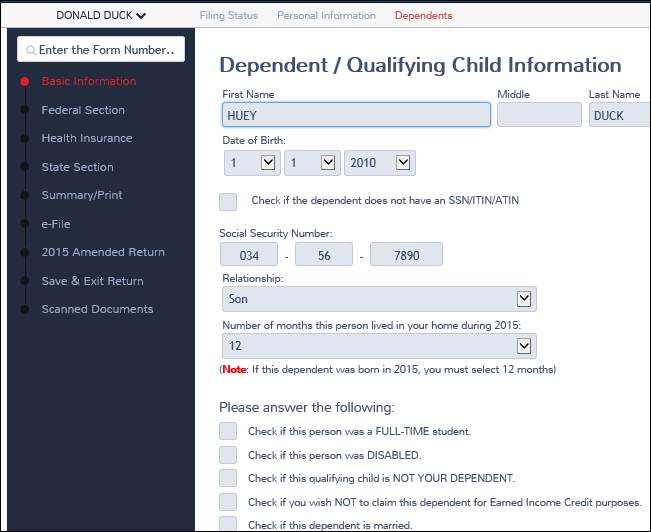 DONALD DUCK Filing Status Personal Information Dependents
Enter the Form Number..
Basic Information
Federal Section
Health Insurance
State Section
Summary/Print
e-File
2015 Amended Return
Save & Exit Return
Scanned Documents
Dependent / Qualifying Child Information
First Name Middle Last Name
HUEY DUCK
Date of Birth:
1 1 2010
Check if the dependent does not have an SSN/ITIN/ATIN
Social Security Number:
034 - 56 - 7890
Relationship:
Son
Number of months this person lived in your home during 2015:
12
(Note: If this dependent was born in 2015, you must select 12 months)
Please answer the following:
Check if this person was a FULL-TIME student.
Check if this person was DISABLED.
Check if this qualifying child is NOT YOUR DEPENDENT.
Check if you wish NOT to claim this dependent for Earned Income Credit purposes.
Check if this dependent is married.